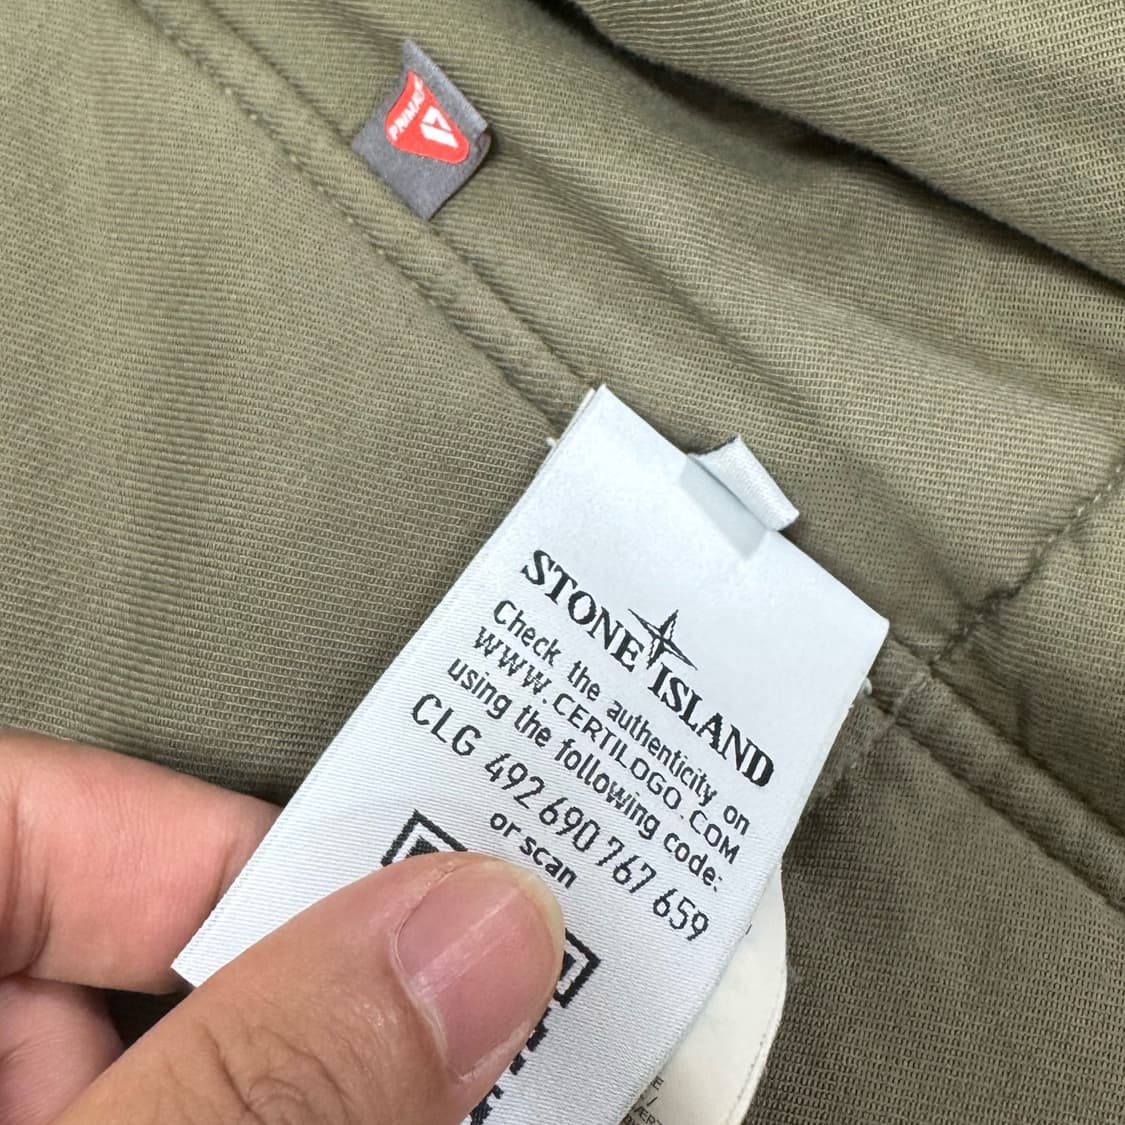 PRIMALOFT
STONE ISLAND
Check the authenticity on
WWW.CERTILOGO.COM
using the following code:
CLG 492 690 767 659
or scan